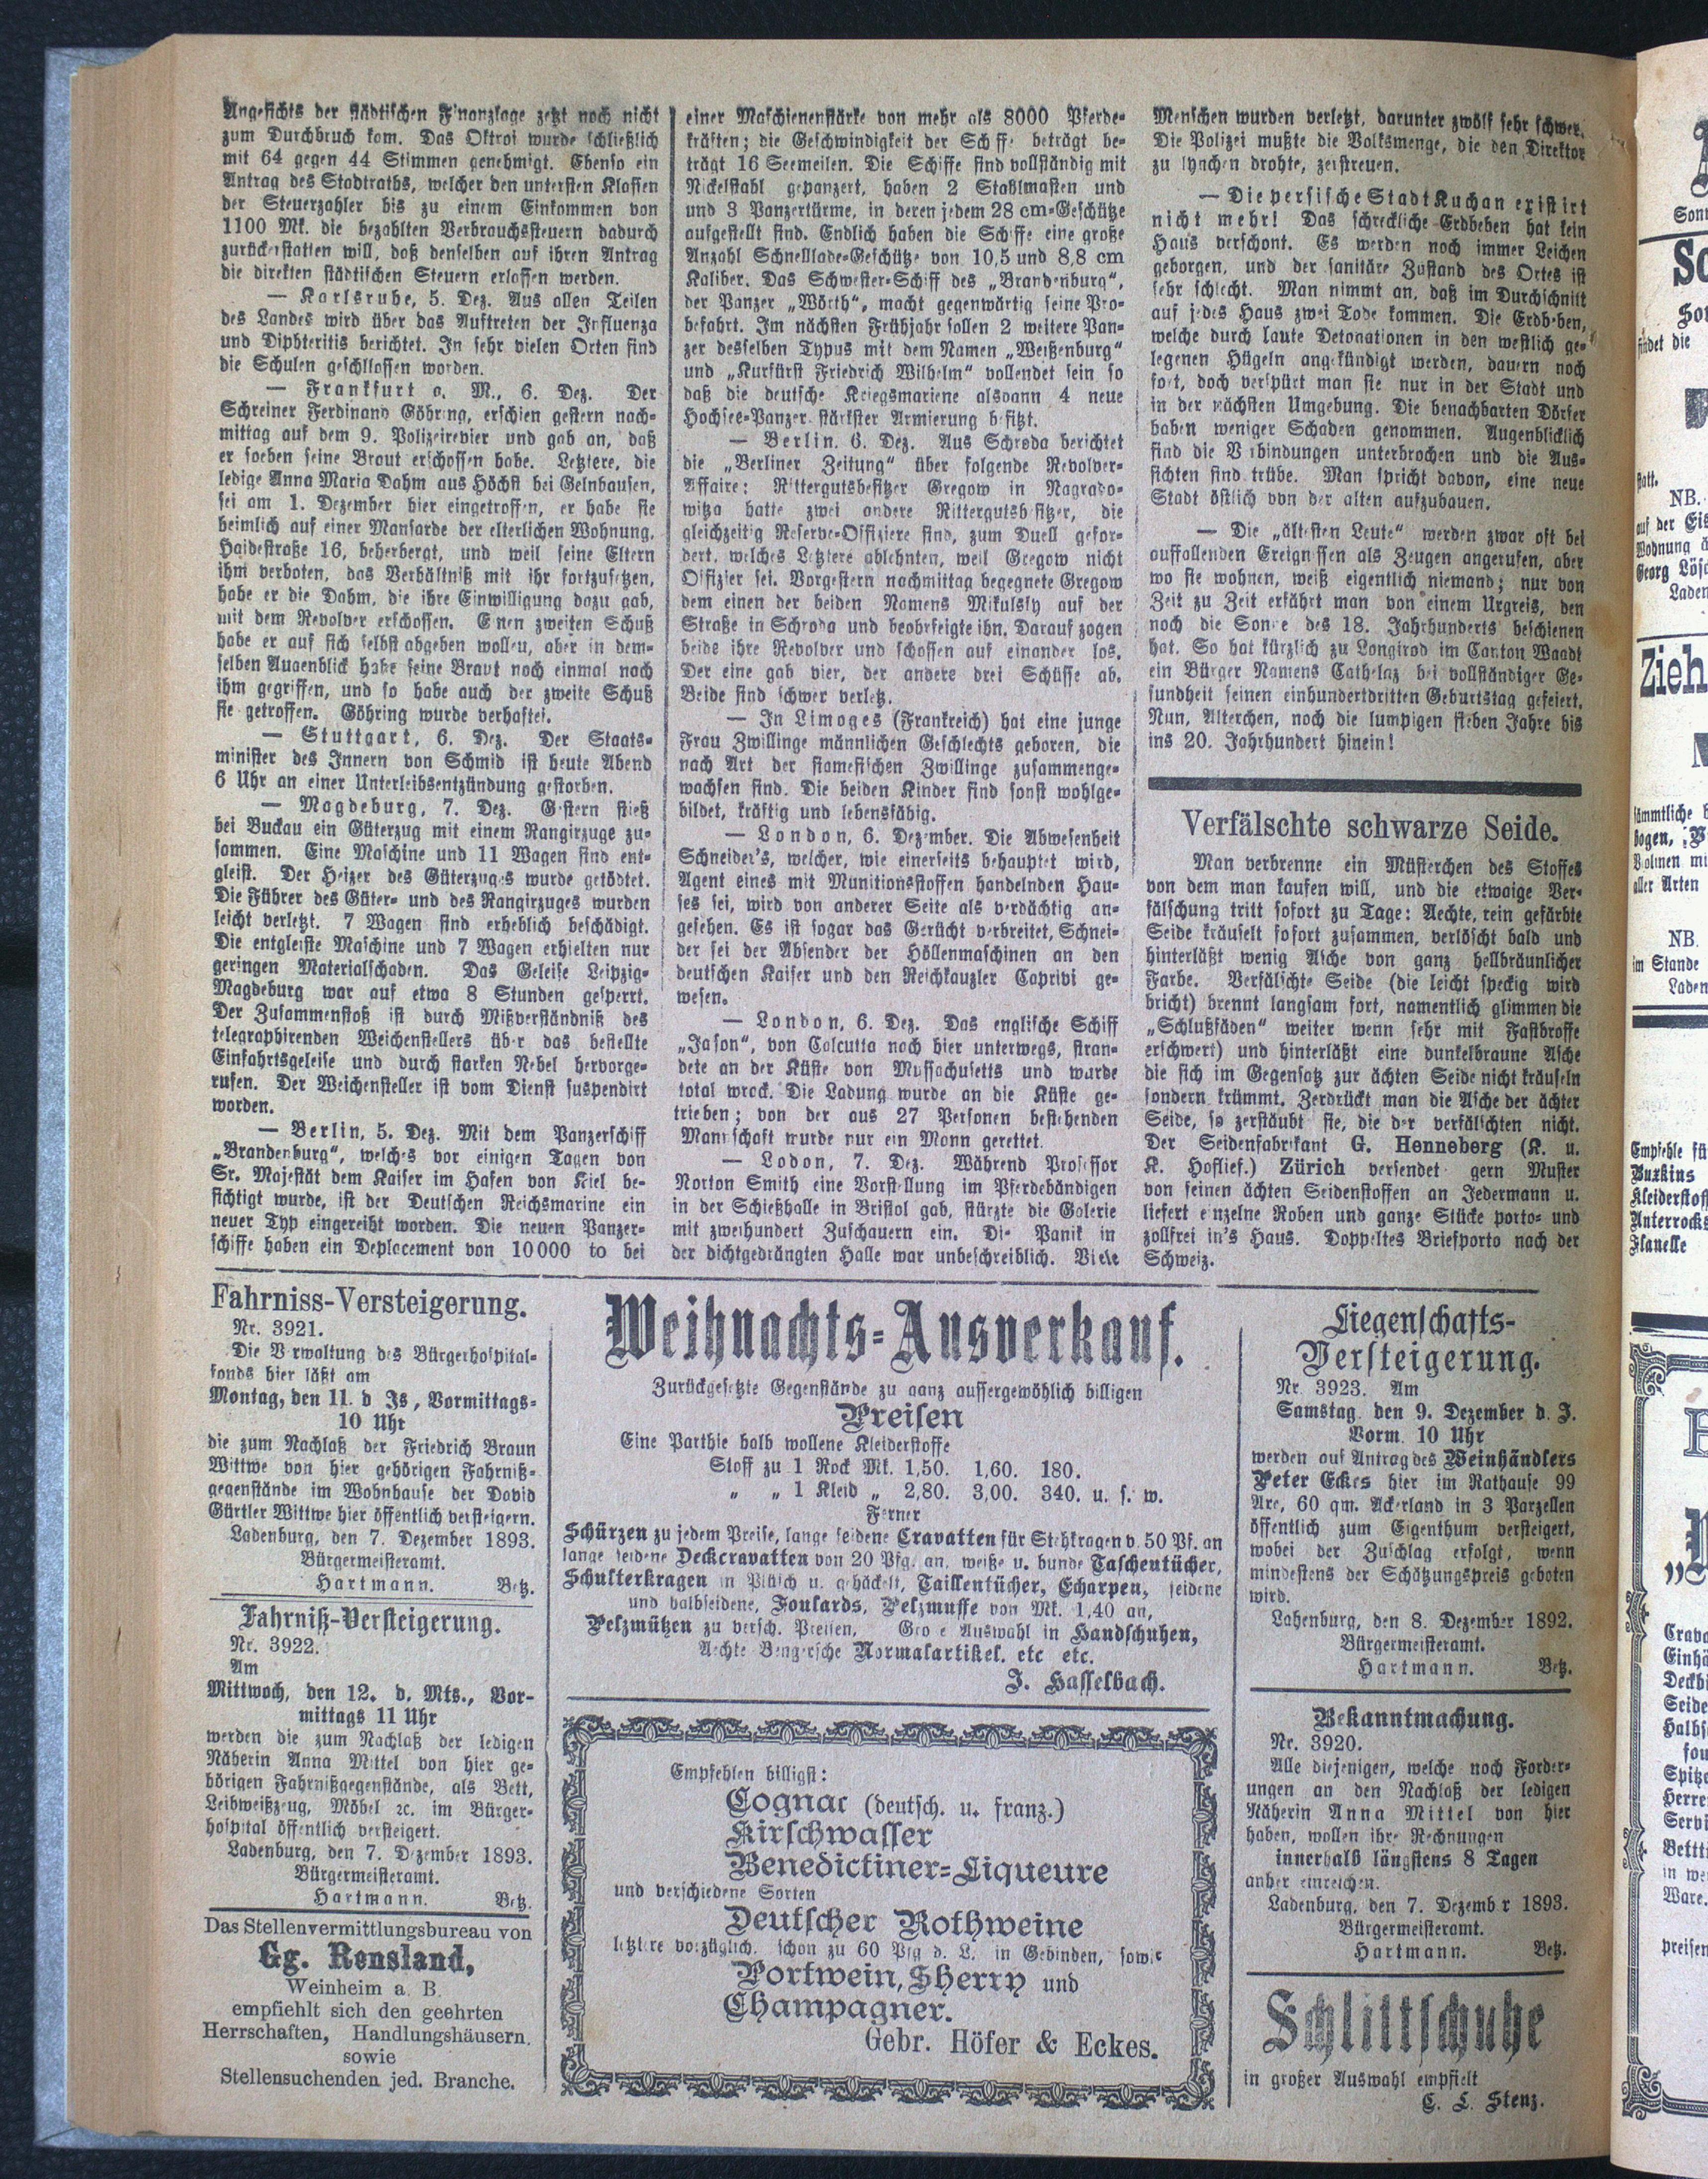 Angesichts der städtischen Finanzlage zetzt noch nicht
zum Durchbruch kam. Das Oktroi wurde schließlich
mit 64 gegen 44 Stimmen genehmigt. Ebenso ein
Antrag des Stadtraths, welcher den untersten Klassen
der Steuerzahler bis zu einem Einkommen von
1100 Mk. die bezahlten Verbrauchssteuern dadurch
zurückerstatten will, daß denselben auf ihren Antrag
die direkten städtischen Steuern erlassen werden.
— Karlsruhe, 5. Dez. Aus allen Teilen
des Landes wird über das Auftreten der Influenza
und Diphteritis berichtet. In sehr vielen Orten sind
die Schulen geschllossen worden.
— Frankfurt a. M., 6. Dez. Der
Schreiner Ferdinand Göhring, erschien gestern nach-
mittag auf dem 9. Polizeirevier und gab an, daß
er soeben seine Braut erschossen habe. Letztere, die
ledige Anna Maria Dahm aus Höchst bei Gelnhausen,
sei am 1. Dezember hier eingetroffen, er habe sie
heimlich auf einer Mansarde der elterlichen Wohnung,
Haidestraße 16, beherbergt, und weil seine Eltern
ihm verboten, das Verhältniß mit ihr fortzusetzen,
habe er die Dahm, die ihre Einwilligung dazu gab,
mit dem Revolver erschossen. Enen zweiten Schuß
habe er auf sich selbst abgeben wollen, aber in dem-
selben Augenblick habe seine Braut noch einmal nach
ihm gegriffen, und so habe auch der zweite Schuß
sie getroffen. Göhring wurde verhaftet.
— Stuttgart, 6. Dez. Der Staats-
minister des Innern von Schmid ist heute Abend
6 Uhr an einer Unterleibsentzündung gestorben.
— Magdeburg, 7. Dez. Gestern stieß
bei Buckau ein Güterzug mit einem Rangirzuge zu-
sammen. Eine Maschine und 11 Wagen sind ent-
gleist. Der Heizer des Güterzuges wurde getödtet.
Die Führer des Güter- und des Rangirzuges wurden
leicht verletzt. 7 Wagen sind erheblich beschädigt.
Die entgleiste Maschine und 7 Wagen erhielten nur
geringen Materialschaden. Das Geleise Leipzig-
Magdeburg war auf etwa 8 Stunden gesperrt.
Der Zusammenstoß ist durch Mißverständniß des
telegraphirenden Weichenstellers über das bestellte
Einfahrtsgeleise und durch starken Nebel hervorge-
rufen. Der Weichensteller ist vom Dienst suspendirt
worden.
— Berlin, 5. Dez. Mit dem Panzerschiff
„Brandenburg“, welches vor einigen Tagen von
Sr. Majestät dem Kaiser im Hafen von Kiel be-
sichtigt wurde, ist der Deutschen Reichsmarine ein
neuer Typ eingereiht worden. Die neuen Panzer-
schiffe haben ein Deplacement von 10000 to bei
einer Maschienenstärke von mehr als 8000 Pferde-
kräften; die Geschwindigkeit der Schiffe beträgt be-
trägt 16 Seemeilen. Die Schiffe sind vollständig mit
Nickelstahl gepanzert, haben 2 Stahlmasten und
und 3 Panzertürme, in deren jedem 28 cm-Geschütze
aufgestellt sind. Endlich haben die Schiffe eine große
Anzahl Schnelllade-Geschütze von 10,5 und 8,8 cm
Kaliber. Das Schwester-Schiff des „Brandenburg“,
der Panzer „Wörth“, macht gegenwärtig seine Pro-
befahrt. Im nächsten Frühjahr sollen 2 weitere Pan-
zer desselben Typus mit dem Namen „Weißenburg“
und „Kurfürst Friedrich Wilhelm“ vollendet sein so
daß die deutsche Kriegsmariene alsdann 4 neue
Hochsee-Panzer stärkster Armierung besitzt.
— Berlin, 6. Dez. Aus Schroda berichtet
die „Berliner Zeitung“ über folgende Revolver-
Affaire: Rittergutsbesitzer Gregow in Nagrado-
witza hatte zwei andere Rittergutsbesitzer, die
gleichzeitig Reserve-Offiziere sind, zum Duell gefor-
dert, welches Letztere ablehnten, weil Gregow nicht
Offizier sei. Vorgestern nachmittag begegnete Gregow
dem einen der beiden Namens Mikulsky auf der
Straße in Schroda und beohrfeigte ihn. Darauf zogen
beide ihre Revolver und schossen auf einander los.
Der eine gab vier, der andere drei Schüsse ab.
Beide sind schwer verletz.
— In Limoges (Frankreich) hat eine junge
Frau Zwillinge männlichen Geschlechts geboren, die
nach Art der siamesischen Zwillinge zusammenge-
wachsen sind. Die beiden Kinder sind sonst wohlge-
bildet, kräftig und lebensfähig.
— London, 6. Dezember. Die Abwesenheit
Schneider's, welcher, wie einerseits behauptet wird,
Agent eines mit Munitionsstoffen handelnden Hau-
ses sei, wird von anderer Seite als verdächtig an-
gesehen. Es ist sogar das Gerücht verbreitet, Schnei-
der sei der Absender der Höllenmaschinen an den
deutschen Kaiser und den Reichkauzler Caprivi ge-
wesen.
— London, 6. Dez. Das englische Schiff
„Jason“, von Calcutta nach hier unterwegs, stran-
dete an der Küste von Massachusetts und wurde
total wrack. Die Ladung wurde an die Küste ge-
trieben; von der aus 27 Personen bestehenden
Mannschaft wurde nur ein Mann gerettet.
— Lodon, 7. Dez. Während Professor
Norton Smith eine Vorstellung im Pferdebändigen
in der Schießhalle in Bristol gab, stürzte die Galerie
mit zweihundert Zuschauern ein. Die Panik in
der dichtgedrängten Halle war unbeschreiblich. Viele
Menschen wurden verletzt, darunter zwölf sehr schwer.
Die Polizei mußte die Volksmenge, die den Direktor
zu lynchen drohte, zerstreuen.
— Die persische Stadt Kuchan existirt
nicht mehr! Das schreckliche Erdbeben hat kein
Haus verschont. Es werden noch immer Leichen
geborgen, und der sanitäre Zustand des Ortes ist
sehr schlecht. Man nimmt an, daß im Durchschnitt
auf jedes Haus zwei Tode kommen. Die Erdbeben,
welche durch laute Detonationen in den westlich ge-
legenen Hügeln angekündigt werden, dauern noch
fort, doch verspürt man sie nur in der Stadt und
in der nächsten Umgebung. Die benachbarten Dörfer
haben weniger Schaden genommen. Augenblicklich
sind die Verbindungen unterbrochen und die Aus-
sichten sind trübe. Man spricht davon, eine neue
Stadt östlich von der alten aufzubauen.
— Die „ältesten Leute“ werden zwar oft bei
auffallenden Ereignissen als Zeugen angerufen, aber
wo sie wohnen, weiß eigentlich niemand; nur von
Zeit zu Zeit erfährt man von einem Urgreis, den
noch die Sonne des 18. Jahrhunderts beschienen
hat. So hat kürzlich zu Longirod im Canton Waadt
ein Bürger Namens Cathelaz bei vollständiger Ge-
sundheit seinen einhundertdritten Geburtstag gefeiert.
Nun, Alterchen, noch die lumpigen sieben Jahre bis
ins 20. Jahrhundert hinein!
Verfälschte schwarze Seide.
Man verbrenne ein Müsterchen des Stoffes
von dem man kaufen will, und die etwaige Ver-
fälschung tritt sofort zu Tage: Aechte, rein gefärbte
Seide kräuselt sofort zusammen, verlöscht bald und
hinterläßt wenig Asche von ganz hellbräunlicher
Farbe. Verfälschte Seide (die leicht speckig wird
bricht) brennt langsam fort, namentlich glimmen die
„Schlußfäden“ weiter wenn sehr mit Fastbroffe
erschwert) und hinterläßt eine dunkelbraune Asche
die sich im Gegensatz zur ächten Seide nicht kräuseln
sondern krümmt. Zerdrückt man die Asche der ächter
Seide, so zerstäubt sie, die der verfälschten nicht.
Der Seidenfabrikant G. Henneberg (K. u.
K. Hoflief.) Zürich versendet gern Muster
von seinen ächten Seidenstoffen an Jedermann u.
liefert einzelne Roben und ganze Stücke porto- und
zollfrei in's Haus. Doppeltes Briefporto nach der
Schweiz.
Fahrniss-Versteigerung.
Nr. 3921.
Die Verwaltung des Bürgerhospital-
fonds hier läßt am
Montag, den 11. d Js, Vormittags-
10 Uhr
die zum Nachlaß der Friedrich Braun
Wittwe von hier gehörigen Fahrniß-
gegenstände im Wohnhause der David
Gürtler Wittwe hier öffentlich versteigern.
Ladenburg, den 7. Dezember 1893.
Bürgermeisteramt.
Hartmann. Betz.
Fahrniß-Versteigerung.
Nr. 3922.
Am
Mittwoch, den 12. d. Mts., Vor-
mittags 11 Uhr
werden die zum Nachlaß der ledigen
Näherin Anna Mittel von hier ge-
hörigen Fahrnißgegenstände, als Bett,
Leibweißzeug, Möbel ꝛc. im Bürger-
hospital öffentlich versteigert.
Ladenburg, den 7. Dezember 1893.
Bürgermeisteramt.
Hartmann. Betz.
Das Stellenvermittlungsbureau von
Gg. Rensland,
Weinheim a. B.
empfiehlt sich den geehrten
Herrschaften, Handlungshäusern,
sowie
Stellensuchenden jed. Branche.
Weihnachts-Ausverkauf.
Zurückgesetzte Gegenstände zu ganz aussergewöhlich billigen
Preisen
Eine Parthie halb wollene Kleiderstoffe
Stoff zu 1 Rock Mk. 1,50. 1,60. 180.
„ „ 1 Kleid „ 2,80. 3,00. 340. u. s. w.
Ferner
Schürzen zu jedem Preise, lange seidene Cravatten für Stehkragen v. 50 Pf. an
lange seidene Deckcravatten von 20 Pfg. an, weiße u. bunde Taschentücher,
Schulterkragen in Plüsch u. gehäckelt, Taillentücher, Echarpen, seidene
und halbseidene, Foulards, Pelzmuffe von Mk. 1,40 an,
Pelzmützen zu versch. Preisen, Große Auswahl in Handschuhen,
Aechte Bengersche Normalartikel, etc etc.
J. Hasselbach.
Empfehlen billigst:
Cognac (deutsch. u. franz.)
Kirschwasser
Benedictiner-Liqueure
und verschiedene Sorten
Deutscher Rothweine
letztere vorzüglich, schon zu 60 Pfg d. L. in Gebinden, sowie
Portwein, Sherry und
Champagner.
Gebr. Höfer & Eckes.
Liegenschafts-
Versteigerung.
Nr. 3923. Am
Samstag, den 9. Dezember d. J.
Vorm. 10 Uhr
werden auf Antrag des Weinhändlers
Peter Eckes hier im Rathause 99
Are, 60 qm. Ackerland in 3 Parzellen
öffentlich zum Eigenthum versteigert,
wobei der Zuschlag erfolgt, wenn
mindestens der Schätzungspreis geboten
wird.
Ladenburg, den 8. Dezember 1892.
Bürgermeisteramt.
Hartmann. Betz.
Bekanntmachung.
Nr. 3920.
Alle diejenigen, welche noch Forder-
ungen an den Nachlaß der ledigen
Näherin Anna Mittel von hier
haben, wollen ihre Rechnungen
innerhalb längstens 8 Tagen
anher einreichen.
Ladenburg, den 7. Dezember 1893.
Bürgermeisteramt.
Hartmann. Betz.
Schlittschuhe
in großer Auswahl empfielt
C. L. Stenz.